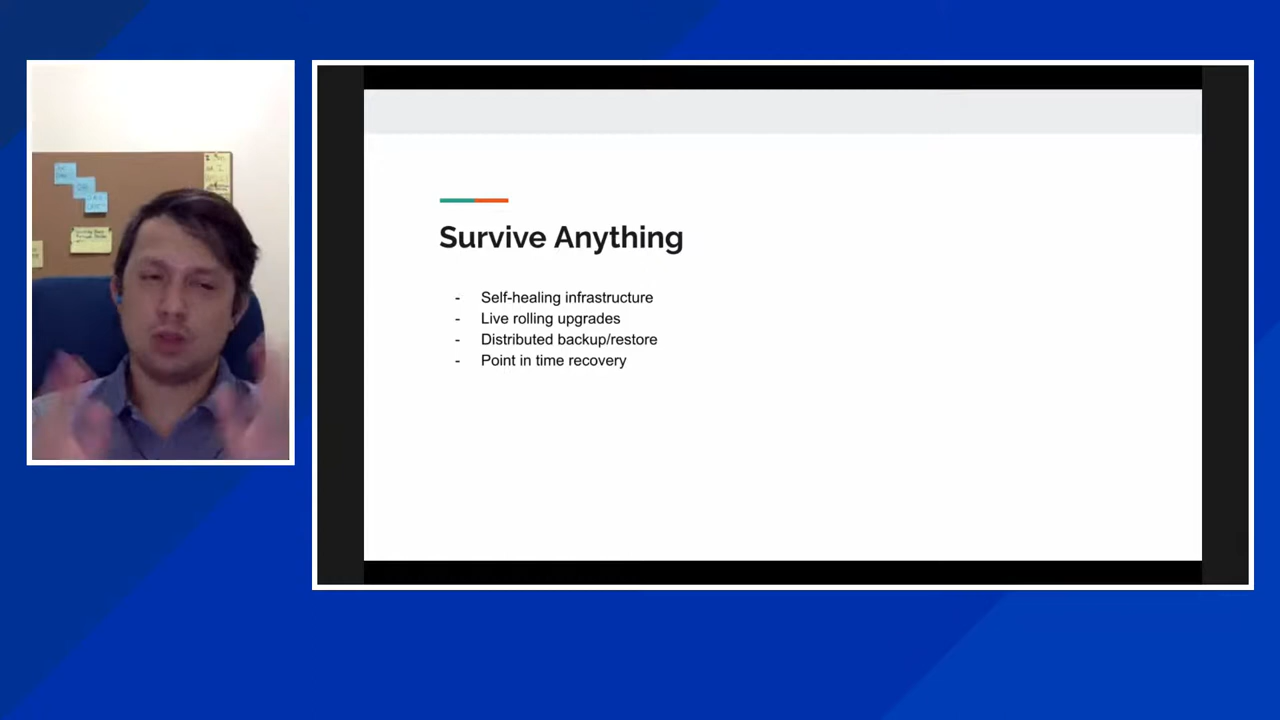 Survive Anything
- Self-healing infrastructure
- Live rolling upgrades
- Distributed backup/restore
- Point in time recovery